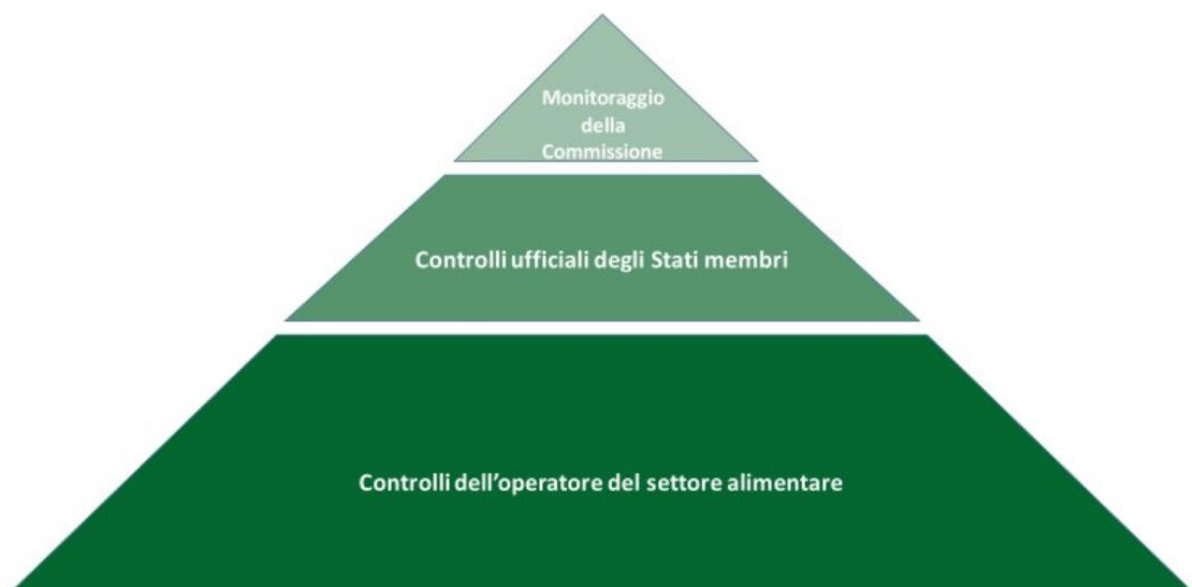 Monitoraggio
della
Commissione
Controlli ufficiali degli Stati membri
Controlli dell’operatore del settore alimentare